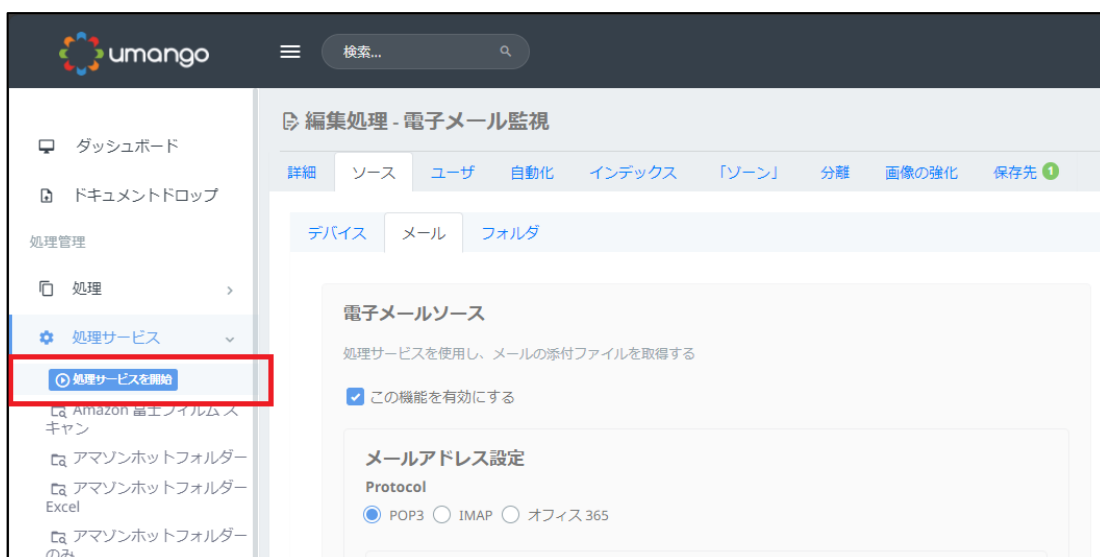 umango
検索...
編集処理 - 電子メール監視
詳細 ソース ユーザ 自動化 インデックス 「ゾーン」 分離 画像の強化 保存先 1
デバイス メール フォルダ
ダッシュボード
ドキュメントドロップ
処理管理
処理
処理サービス
処理サービスを開始
Amazon 富士フイルム ス
キャン
アマゾンホットフォルダー
アマゾンホットフォルダー
Excel
アマゾンホットフォルダー
のみ
電子メールソース
処理サービスを使用し、メールの添付ファイルを取得する
この機能を有効にする
メールアドレス設定
Protocol
POP3 IMAP オフィス 365